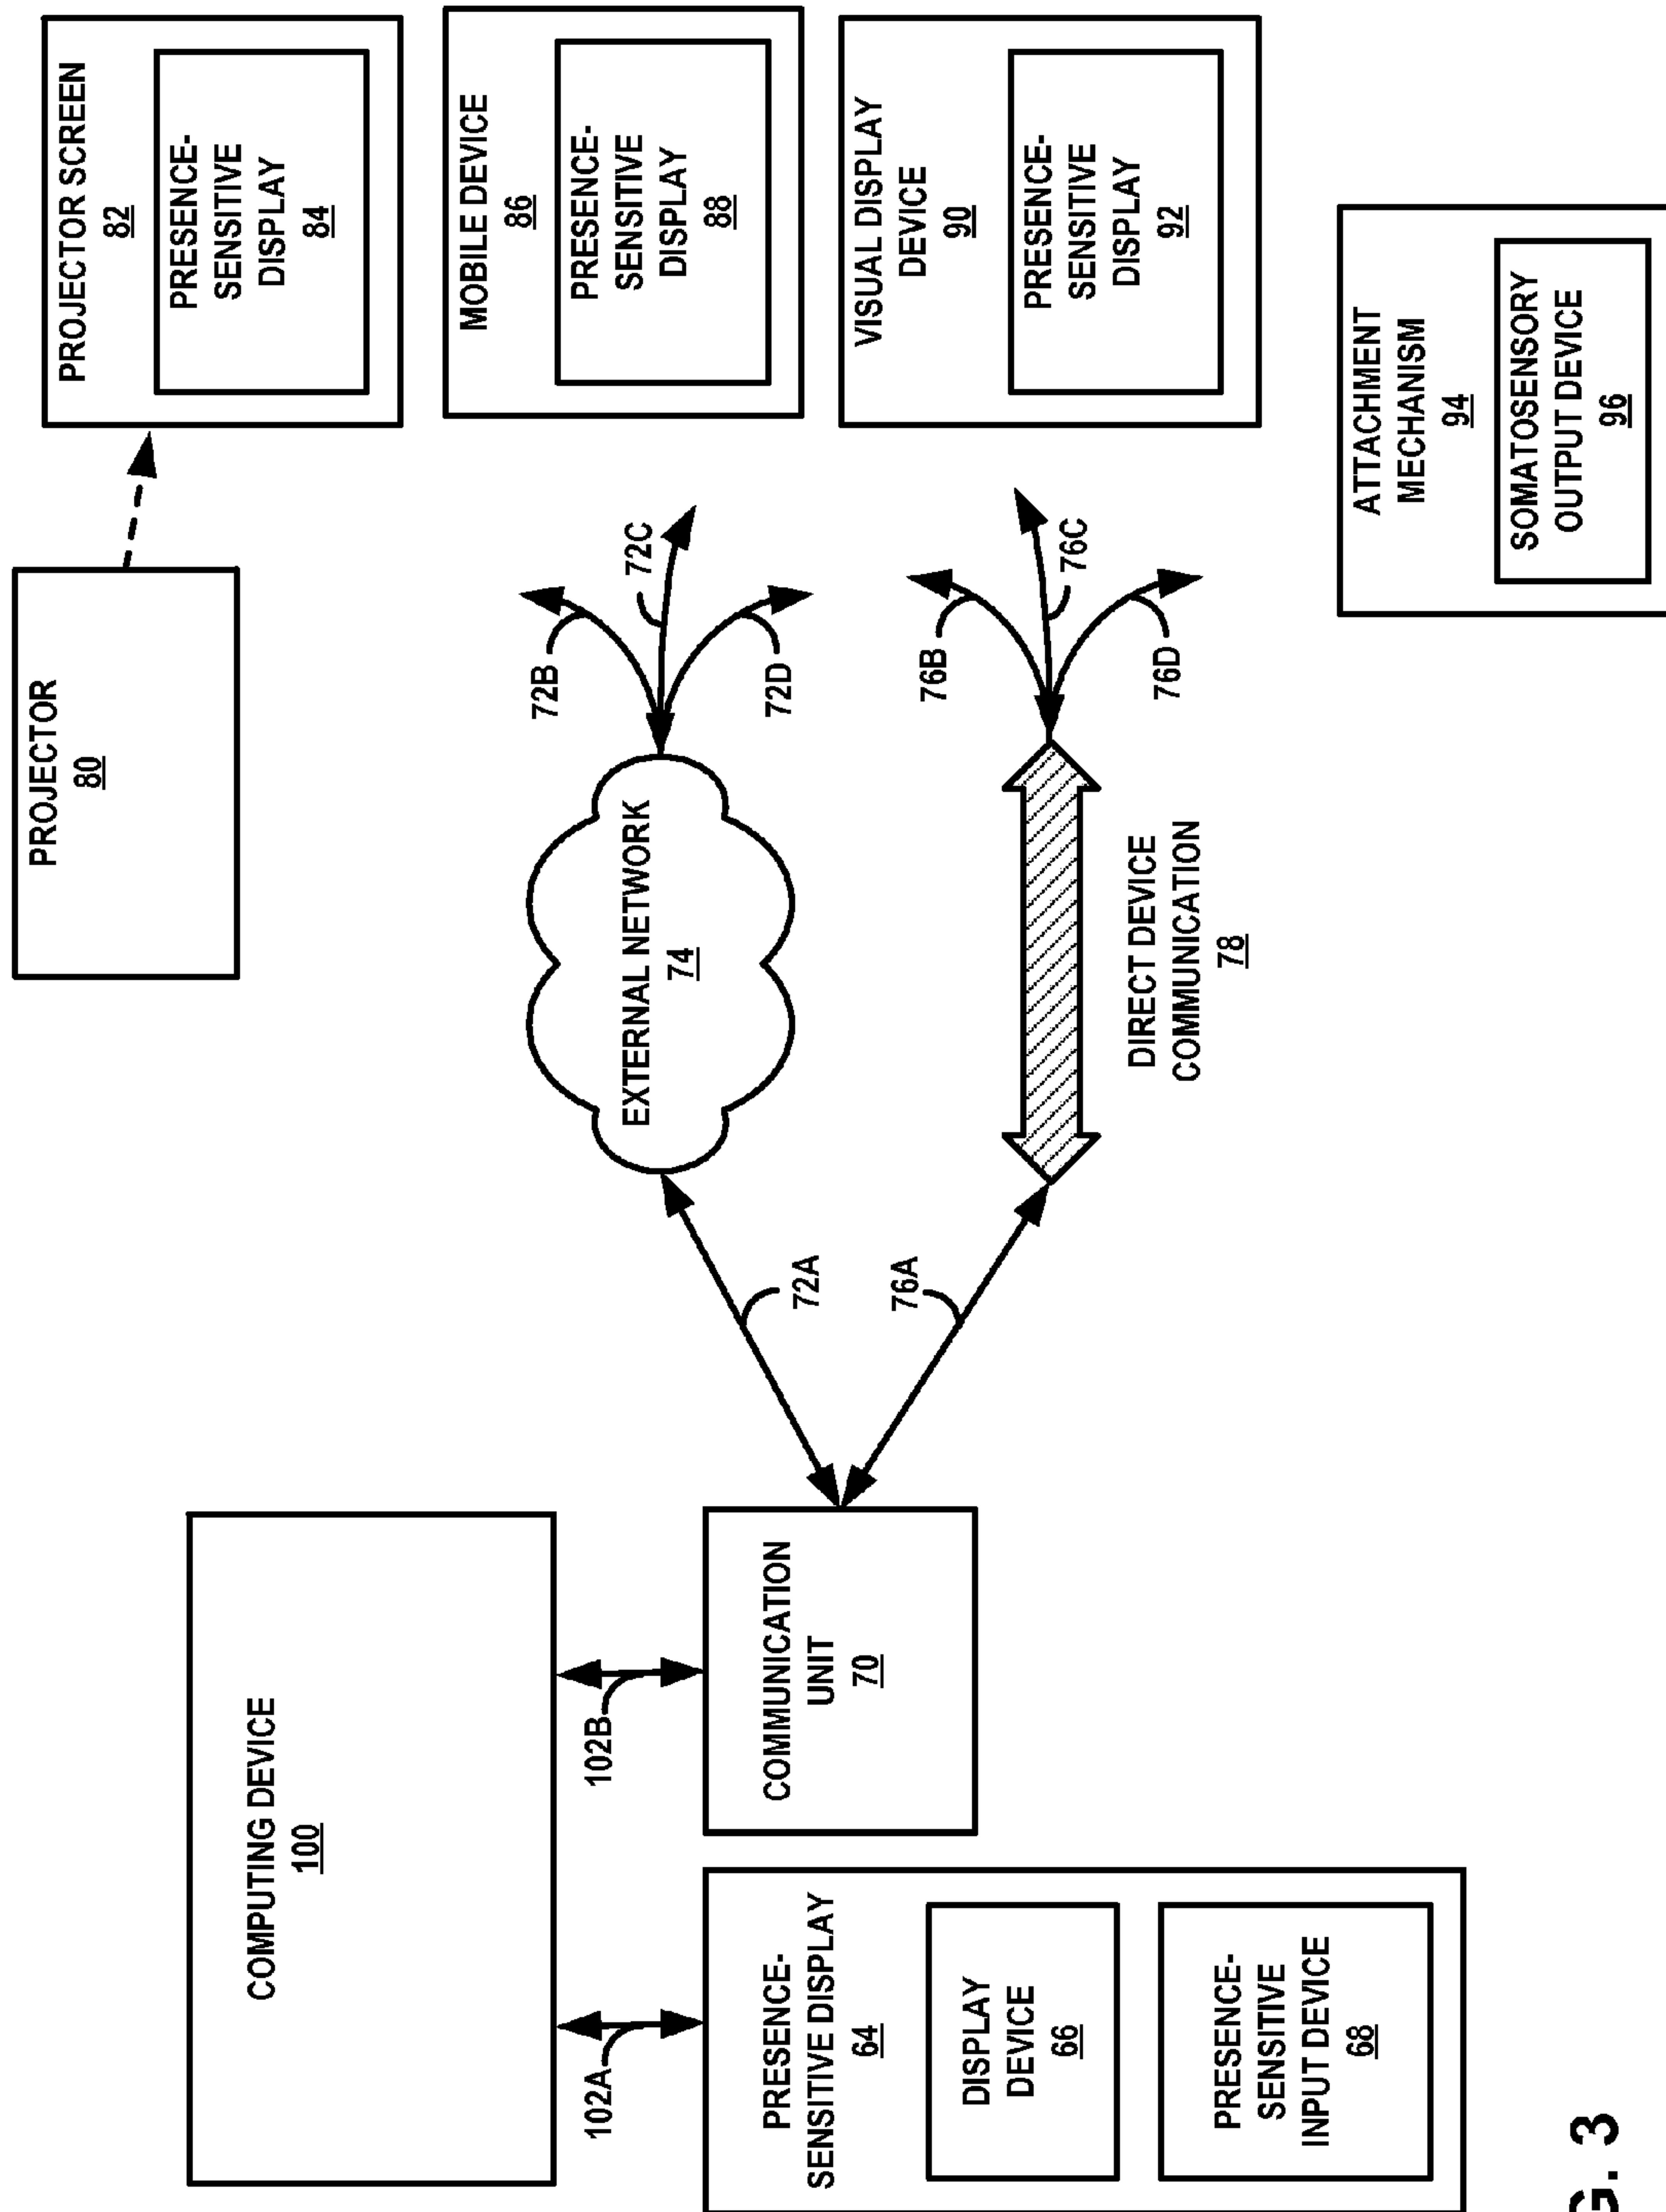 COMPUTING DEVICE
100
102A
102B
PRESENCE-
SENSITIVE DISPLAY
64
DISPLAY
DEVICE
66
PRESENCE-
SENSITIVE
INPUT DEVICE
68
COMMUNICATION
UNIT
70
72A
76A
EXTERNAL NETWORK
74
DIRECT DEVICE
COMMUNICATION
78
72B
72C
72D
76B
76C
76D
PROJECTOR
80
PROJECTOR SCREEN
82
PRESENCE-
SENSITIVE
DISPLAY
84
MOBILE DEVICE
86
PRESENCE-
SENSITIVE
DISPLAY
88
VISUAL DISPLAY
DEVICE
90
PRESENCE-
SENSITIVE
DISPLAY
92
ATTACHMENT
MECHANISM
94
SOMATOSENSORY
OUTPUT DEVICE
96
G. 3